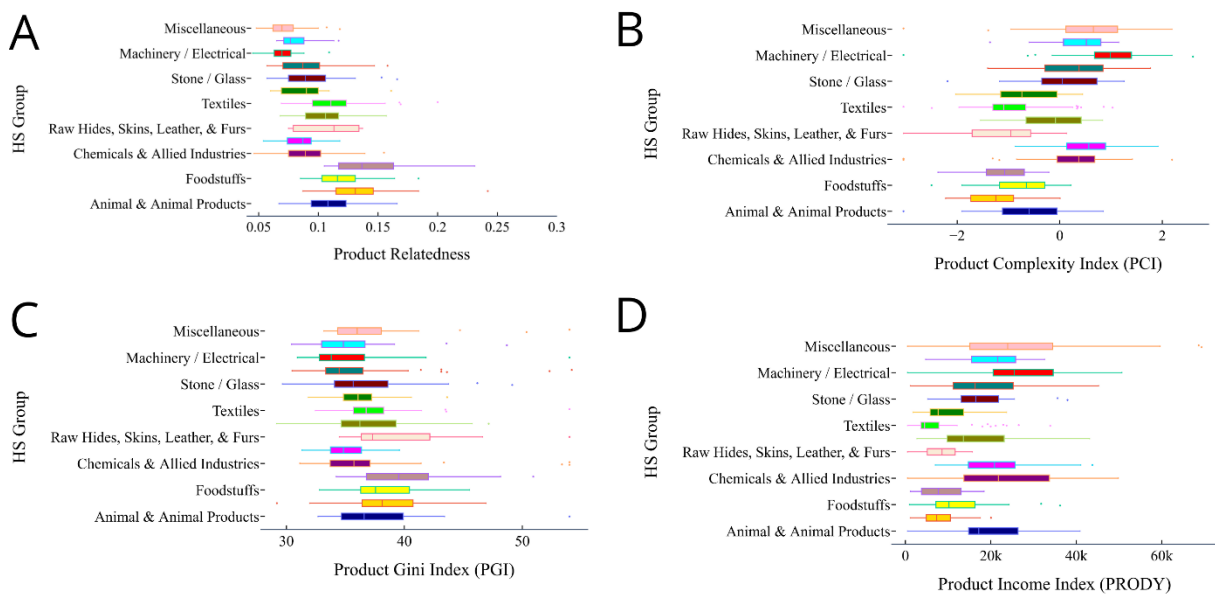 A
HS Group
Miscellaneous
Machinery / Electrical
Stone / Glass
Textiles
Raw Hides, Skins, Leather, & Furs
Chemicals & Allied Industries
Foodstuffs
Animal & Animal Products
0.05 0.1 0.15 0.2 0.25 0.3
Product Relatedness
B
HS Group
Miscellaneous
Machinery / Electrical
Stone / Glass
Textiles
Raw Hides, Skins, Leather, & Furs
Chemicals & Allied Industries
Foodstuffs
Animal & Animal Products
−2 0 2
Product Complexity Index (PCI)
C
HS Group
Miscellaneous
Machinery / Electrical
Stone / Glass
Textiles
Raw Hides, Skins, Leather, & Furs
Chemicals & Allied Industries
Foodstuffs
Animal & Animal Products
30 40 50
Product Gini Index (PGI)
D
HS Group
Miscellaneous
Machinery / Electrical
Stone / Glass
Textiles
Raw Hides, Skins, Leather, & Furs
Chemicals & Allied Industries
Foodstuffs
Animal & Animal Products
0 20k 40k 60k
Product Income Index (PRODY)